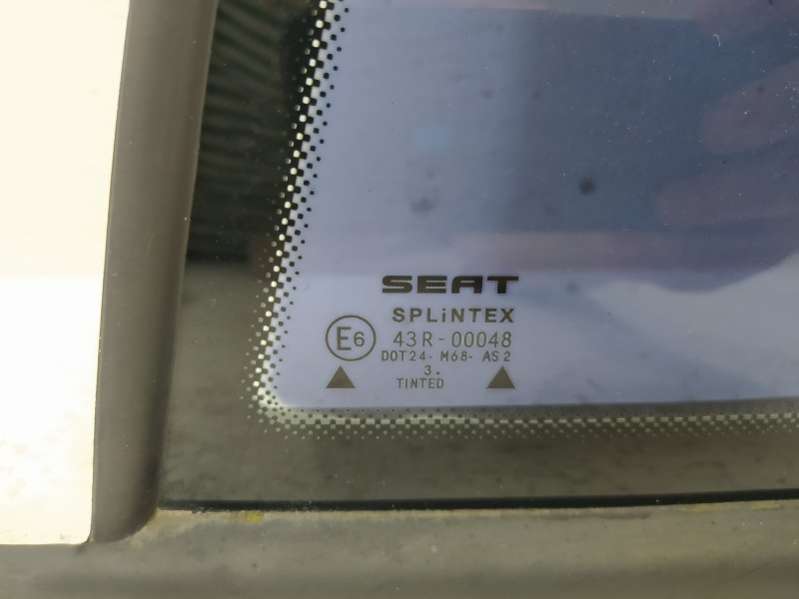 SEAT
SPLiNTEX
E6 43R-00048
DOT24- M68- AS2
3.
TINTED